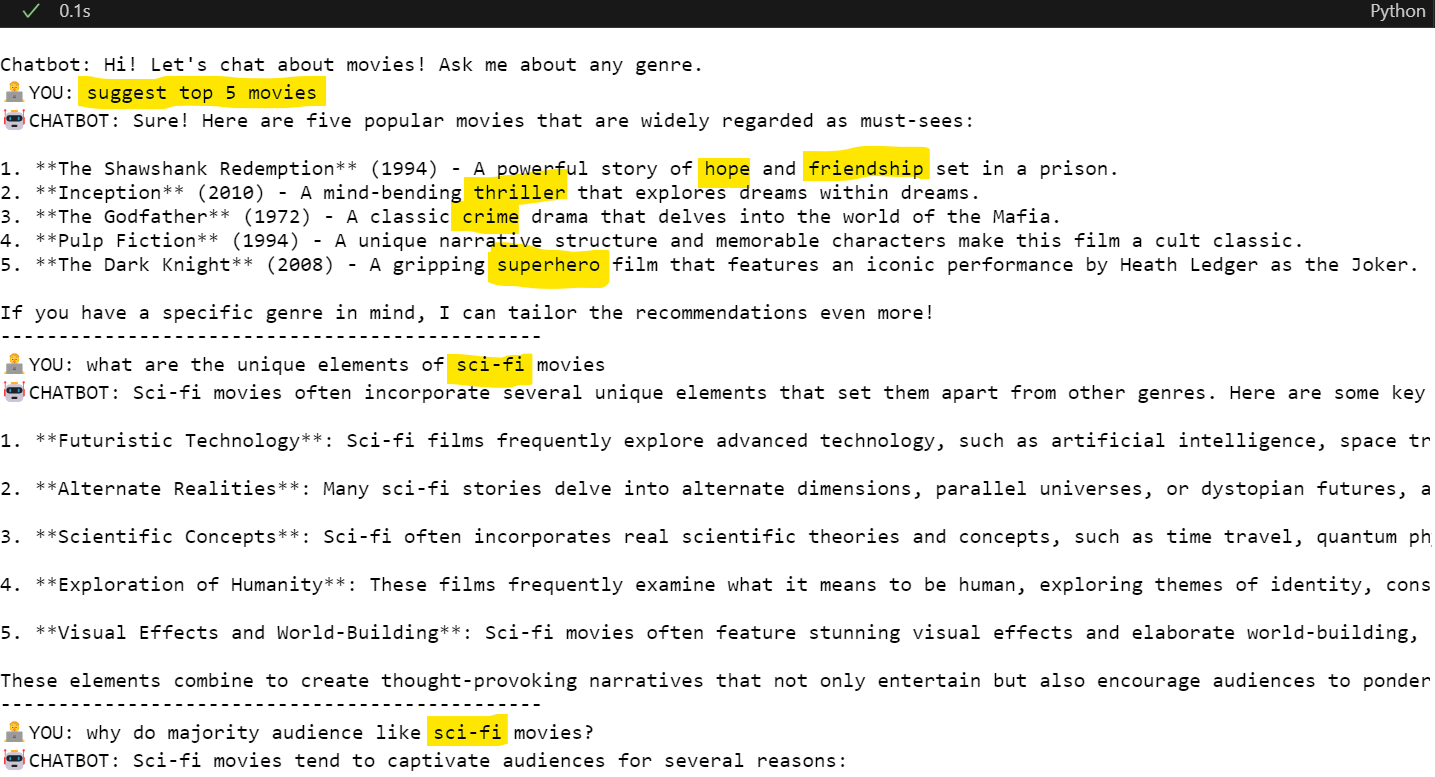 0.1s Python
Chatbot: Hi! Let's chat about movies! Ask me about any genre.
YOU: suggest top 5 movies
CHATBOT: Sure! Here are five popular movies that are widely regarded as must-sees:
1. **The Shawshank Redemption** (1994) - A powerful story of hope and friendship set in a prison.
2. **Inception** (2010) - A mind-bending thriller that explores dreams within dreams.
3. **The Godfather** (1972) - A classic crime drama that delves into the world of the Mafia.
4. **Pulp Fiction** (1994) - A unique narrative structure and memorable characters make this film a cult classic.
5. **The Dark Knight** (2008) - A gripping superhero film that features an iconic performance by Heath Ledger as the Joker.
If you have a specific genre in mind, I can tailor the recommendations even more!
-----------------------------------------------
YOU: what are the unique elements of sci-fi movies
CHATBOT: Sci-fi movies often incorporate several unique elements that set them apart from other genres. Here are some key
1. **Futuristic Technology**: Sci-fi films frequently explore advanced technology, such as artificial intelligence, space tr
2. **Alternate Realities**: Many sci-fi stories delve into alternate dimensions, parallel universes, or dystopian futures, a
3. **Scientific Concepts**: Sci-fi often incorporates real scientific theories and concepts, such as time travel, quantum ph
4. **Exploration of Humanity**: These films frequently examine what it means to be human, exploring themes of identity, cons
5. **Visual Effects and World-Building**: Sci-fi movies often feature stunning visual effects and elaborate world-building,
These elements combine to create thought-provoking narratives that not only entertain but also encourage audiences to ponder
-----------------------------------------------
YOU: why do majority audience like sci-fi movies?
CHATBOT: Sci-fi movies tend to captivate audiences for several reasons: